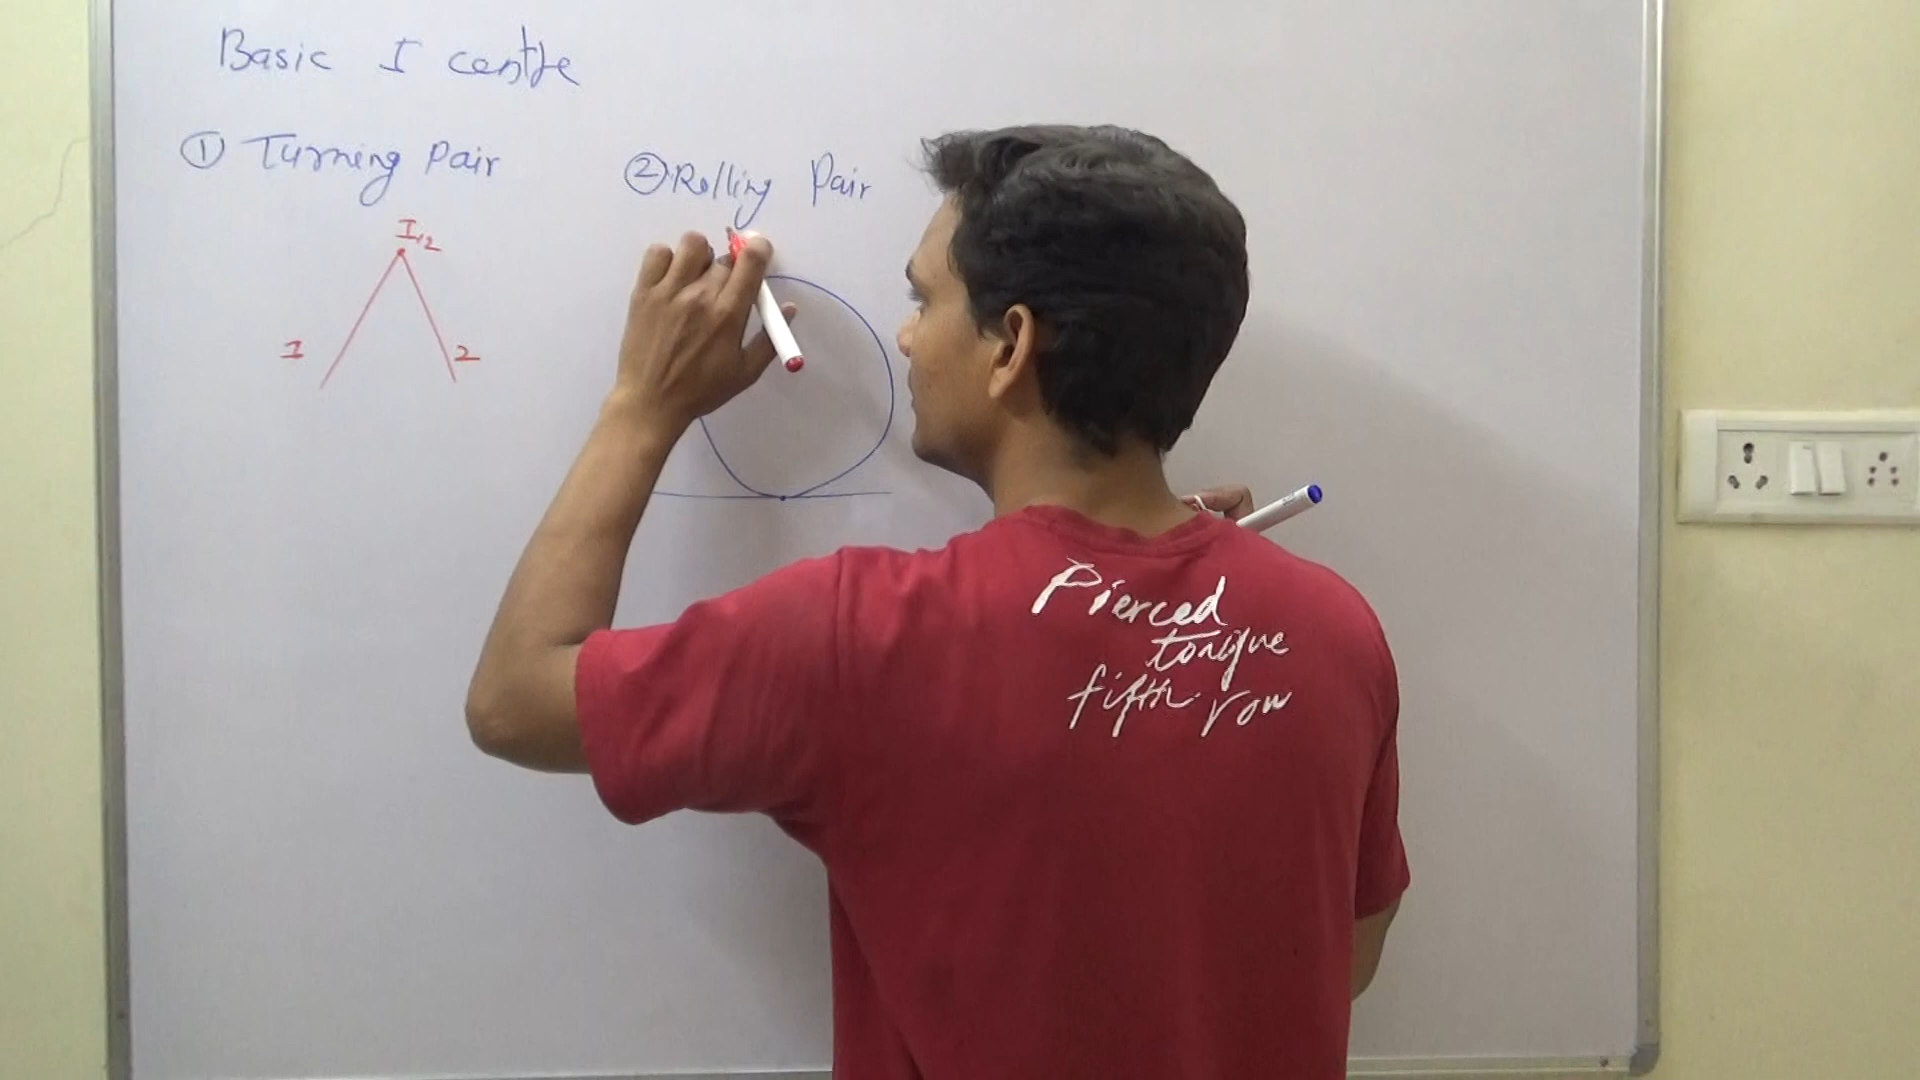 Basic I centre
① Turning Pair
② Rolling Pair
I12
1
2
Pierced
tongue
fifth row